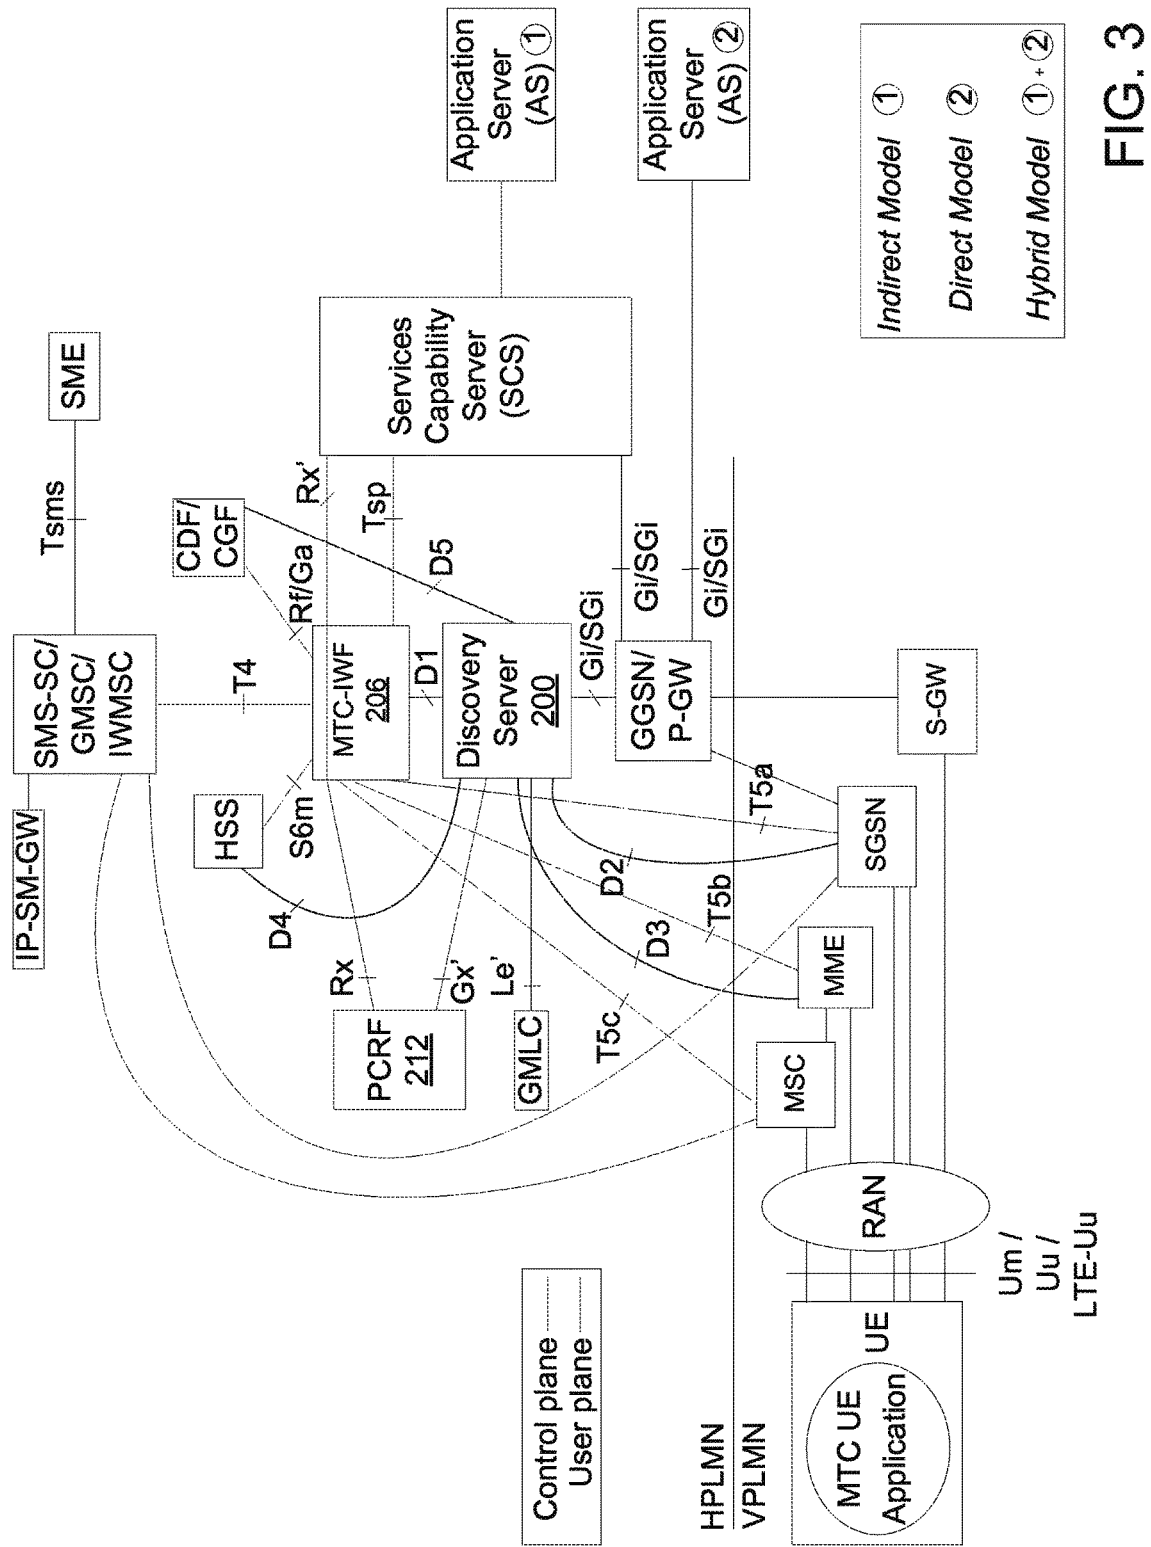 IP-SM-GW
SMS-SC/
GMSC/
IWMSC
Tsms
SME
HSS
T4
CDF/
CGF
S6m
Rf/Ga
Rx'
D4
MTC-IWF
206
Tsp
Services
Capability
Server
(SCS)
Application
Server
(AS) 1
Rx
D1
D5
PCRF
212
Gx'
Discovery
Server
200
Le'
GMLC
Gi/SGi
Gi/SGi
Gi/SGi
Application
Server
(AS) 2
T5c
D3
D2
T5b
T5a
GGSN/
P-GW
Control plane
User plane
HPLMN
VPLMN
MSC
MME
SGSN
S-GW
RAN
UE
MTC UE
Application
Um /
Uu /
LTE-Uu
Indirect Model 1
Direct Model 2
Hybrid Model 1 + 2
FIG. 3